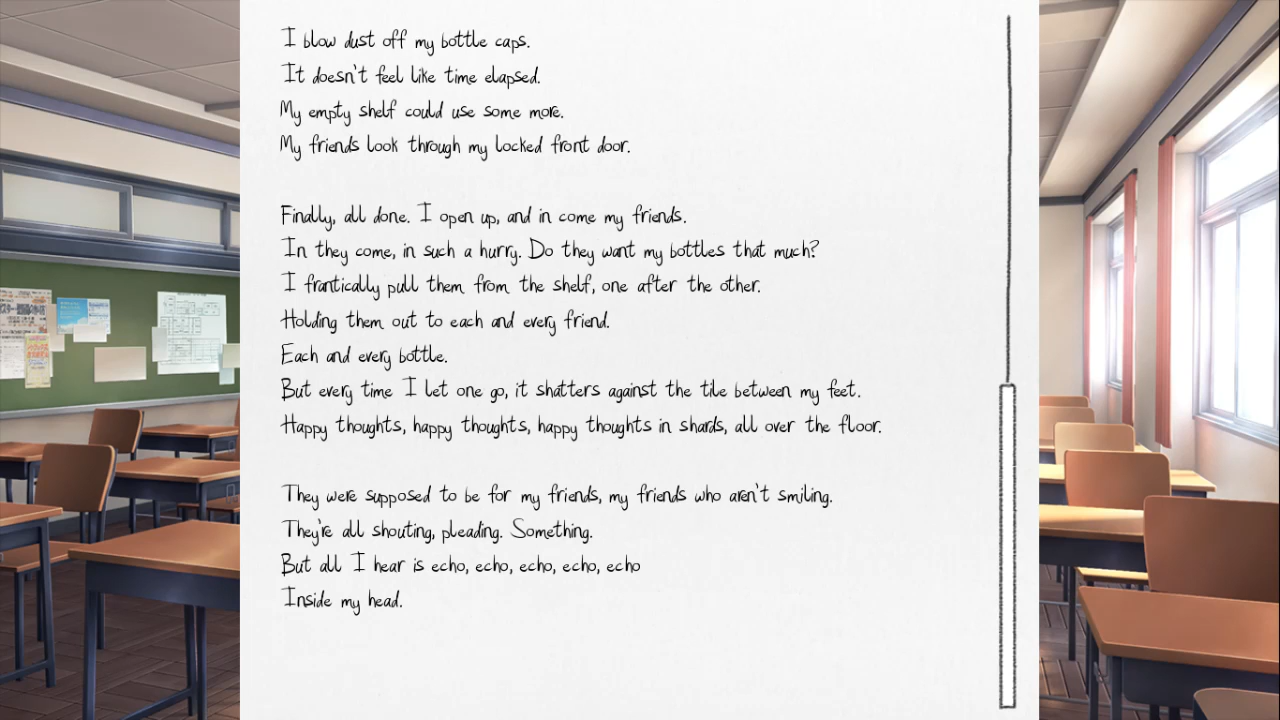 I blow dust off my bottle caps.
It doesn't feel like time elapsed.
My empty shelf could use some more.
My friends look through my locked front door.
Finally, all done. I open up, and in come my friends.
In they come, in such a hurry. Do they want my bottles that much?
I frantically pull them from the shelf, one after the other.
Holding them out to each and every friend.
Each and every bottle.
But every time I let one go, it shatters against the tile between my feet.
Happy thoughts, happy thoughts, happy thoughts in shards, all over the floor.
They were supposed to be for my friends, my friends who aren't smiling.
They're all shouting, pleading. Something.
But all I hear is echo, echo, echo, echo, echo
Inside my head.